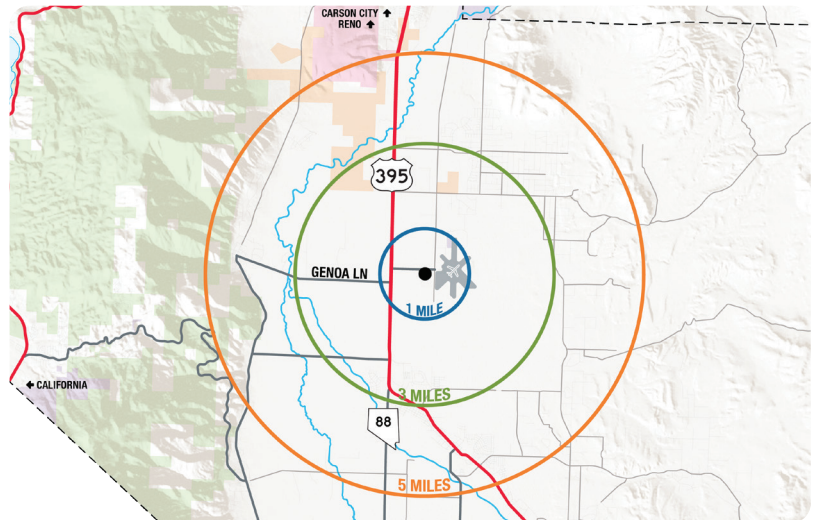 CARSON CITY
RENO
395
GENOA LN
1 MILE
CALIFORNIA
3 MILES
88
5 MILES